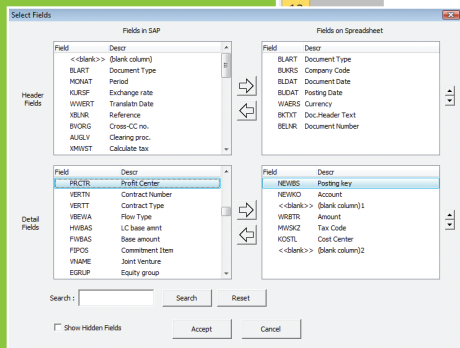 Select Fields
Fields in SAP
Fields on Spreadsheet
Header Fields
Field Descr
<<blank>> (blank column)
BLART Document Type
MONAT Period
KURSF Exchange rate
WWERT Translatn Date
XBLNR Reference
BVORG Cross-CC no.
AUGLV Clearing proc.
XMWST Calculate tax
Field Descr
BLART Document Type
BUKRS Company Code
BLDAT Document Date
BUDAT Posting Date
WAERS Currency
BKTXT Doc.Header Text
BELNR Document Number
Detail Fields
Field Descr
PRCTR Profit Center
VERTN Contract Number
VERTT Contract Type
VBEWA Flow Type
HWBAS LC base amnt
FWBAS Base amount
FIPOS Commitment Item
VNAME Joint Venture
EGRUP Equity group
Field Descr
NEWBS Posting key
NEWKO Account
<<blank>> (blank column)1
WRBTR Amount
MWSKZ Tax Code
KOSTL Cost Center
<<blank>> (blank column)2
Search : Search Reset
Show Hidden Fields Accept Cancel